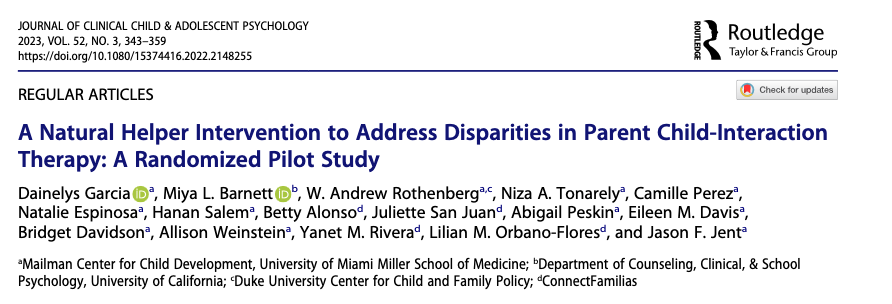 JOURNAL OF CLINICAL CHILD & ADOLESCENT PSYCHOLOGY
2023, VOL. 52, NO. 3, 343–359
https://doi.org/10.1080/15374416.2022.2148255
ROUTLEDGE
Routledge
Taylor & Francis Group
REGULAR ARTICLES
Check for updates
A Natural Helper Intervention to Address Disparities in Parent Child-Interaction
Therapy: A Randomized Pilot Study
Dainelys Garcia iD a, Miya L. Barnett iD b, W. Andrew Rothenberg a,c, Niza A. Tonarely a, Camille Perez a,
Natalie Espinosa a, Hanan Salem a, Betty Alonso d, Juliette San Juan d, Abigail Peskin a, Eileen M. Davis a,
Bridget Davidson a, Allison Weinstein a, Yanet M. Rivera d, Lilian M. Orbano-Flores d, and Jason F. Jent a
a Mailman Center for Child Development, University of Miami Miller School of Medicine; b Department of Counseling, Clinical, & School
Psychology, University of California; c Duke University Center for Child and Family Policy; d ConnectFamilias